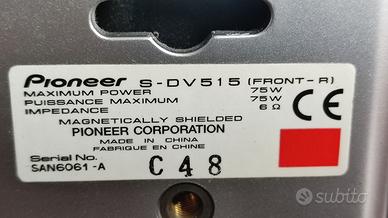 Pioneer S-DV515 (FRONT-R)
MAXIMUM POWER 75W
PUISSANCE MAXIMUM 75W
IMPEDANCE 6 Ω
MAGNETICALLY SHIELDED
PIONEER CORPORATION
MADE IN CHINA
FABRIQUÉ EN CHINE
Serial No.
SAN6061-A
C48
CE
subito